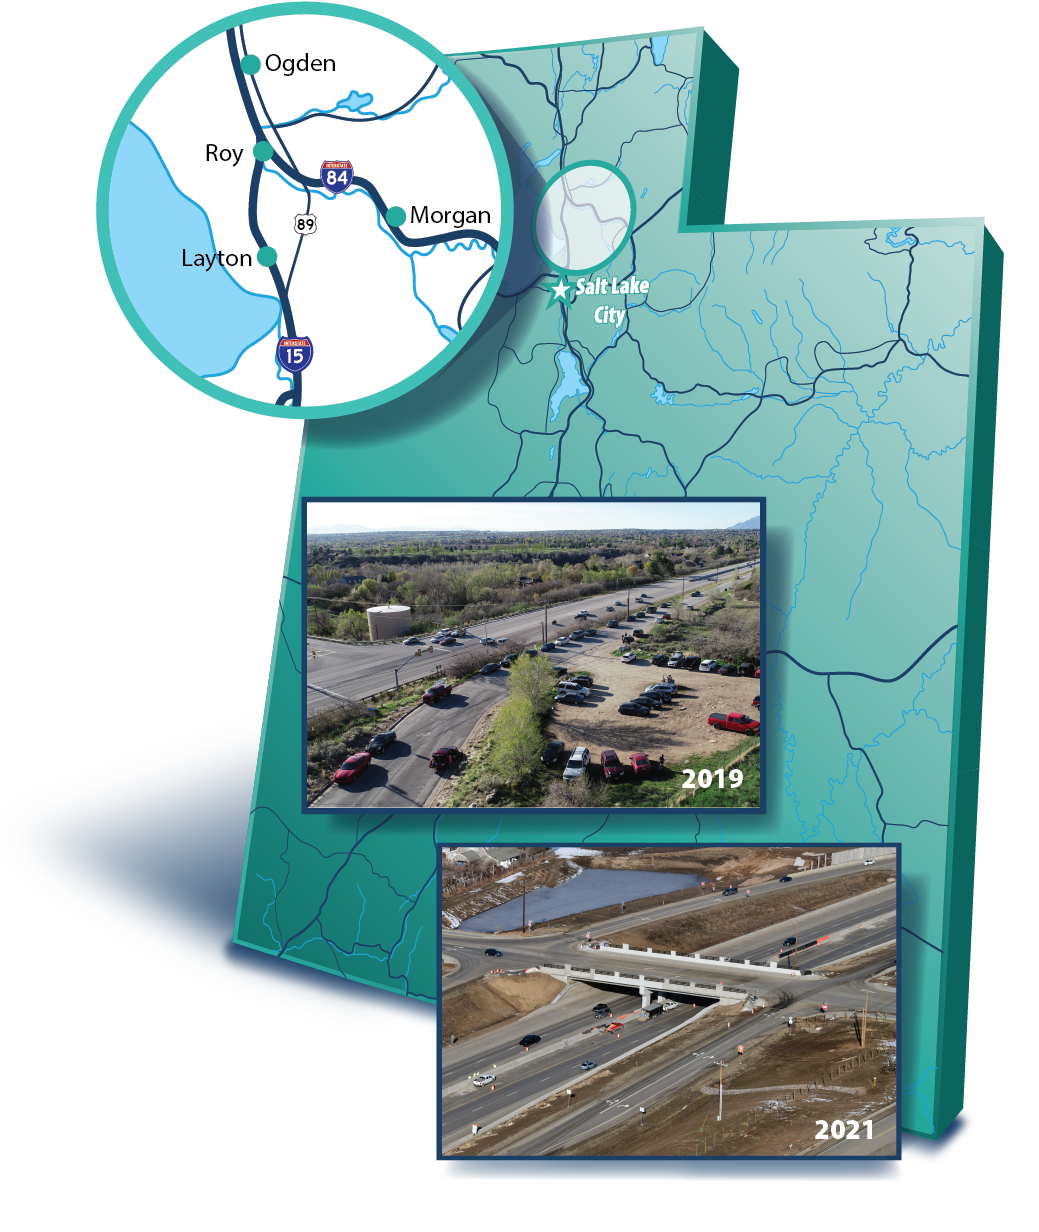 Ogden
Roy
INTERSTATE
84
Morgan
89
Layton
INTERSTATE
15
Salt Lake
City
2019
2021